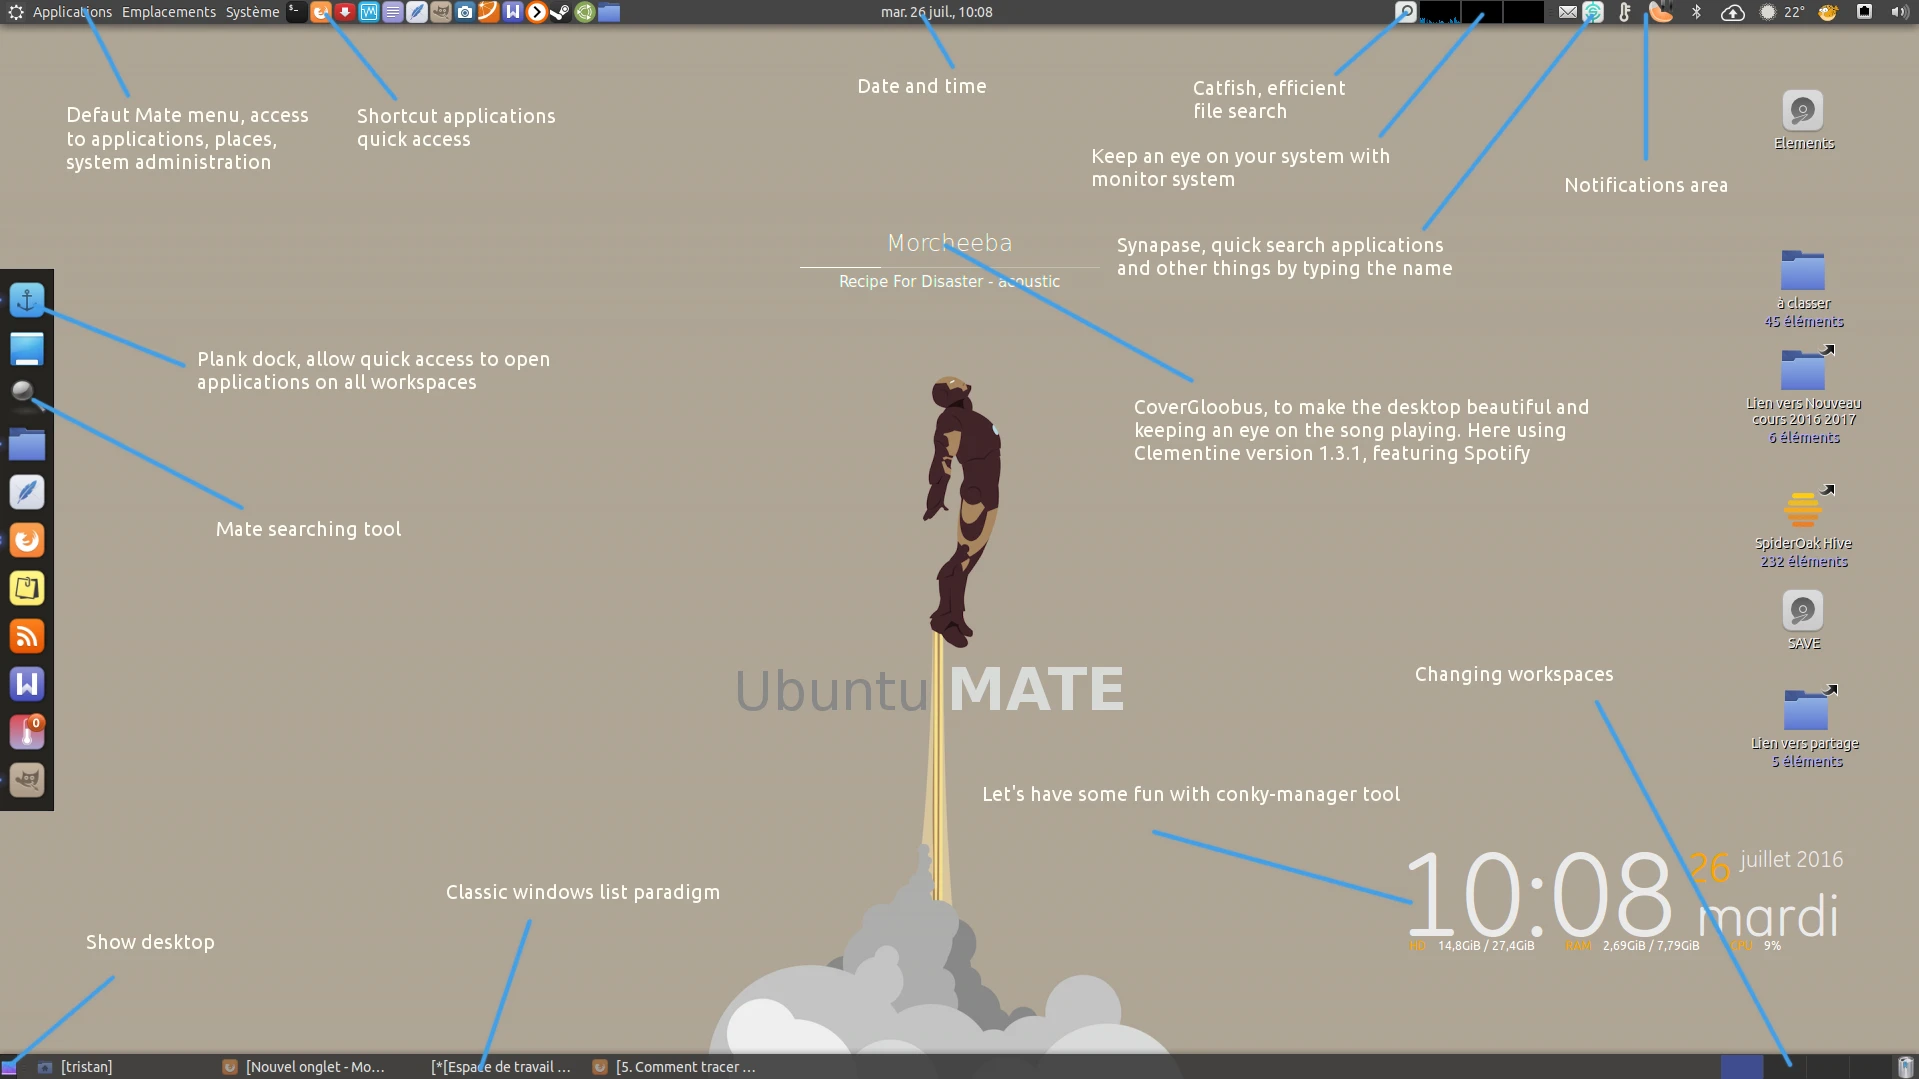 Applications Emplacements Système
mar. 26 juil., 10:08
22°
Date and time
Catfish, efficient
file search
Defaut Mate menu, access
to applications, places,
system administration
Shortcut applications
quick access
Keep an eye on your system with
monitor system
Elements
Notifications area
Morcheeba
Recipe For Disaster - acoustic
Synapase, quick search applications
and other things by typing the name
à classer
45 éléments
Plank dock, allow quick access to open
applications on all workspaces
CoverGloobus, to make the desktop beautiful and
keeping an eye on the song playing. Here using
Clementine version 1.3.1, featuring Spotify
Lien vers Nouveau
cours 2016 2017
6 éléments
Mate searching tool
SpiderOak Hive
232 éléments
SAVE
Ubuntu MATE
Changing workspaces
0
Lien vers partage
5 éléments
Let's have some fun with conky-manager tool
10:08
26 juillet 2016
mardi
HD 14,8GiB / 27,4GiB RAM 2,69GiB / 7,79GiB CPU 9%
Classic windows list paradigm
Show desktop
[tristan]
[Nouvel onglet - Mo...
[*[Espace de travail ...
[5. Comment tracer ...